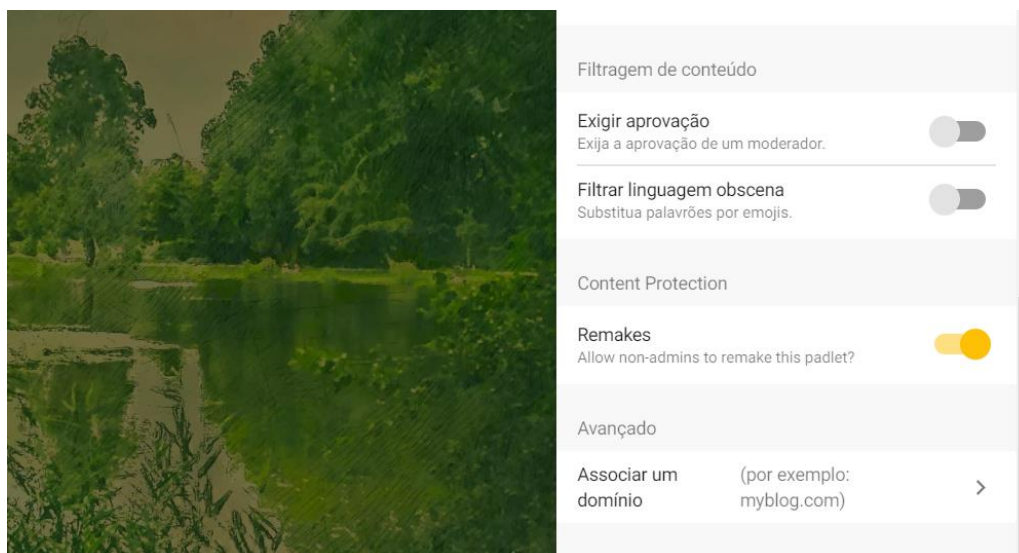 Filtragem de conteúdo
Exigir aprovação
Exija a aprovação de um moderador.
Filtrar linguagem obscena
Substitua palavrões por emojis.
Content Protection
Remakes
Allow non-admins to remake this padlet?
Avançado
Associar um (por exemplo:
domínio myblog.com)